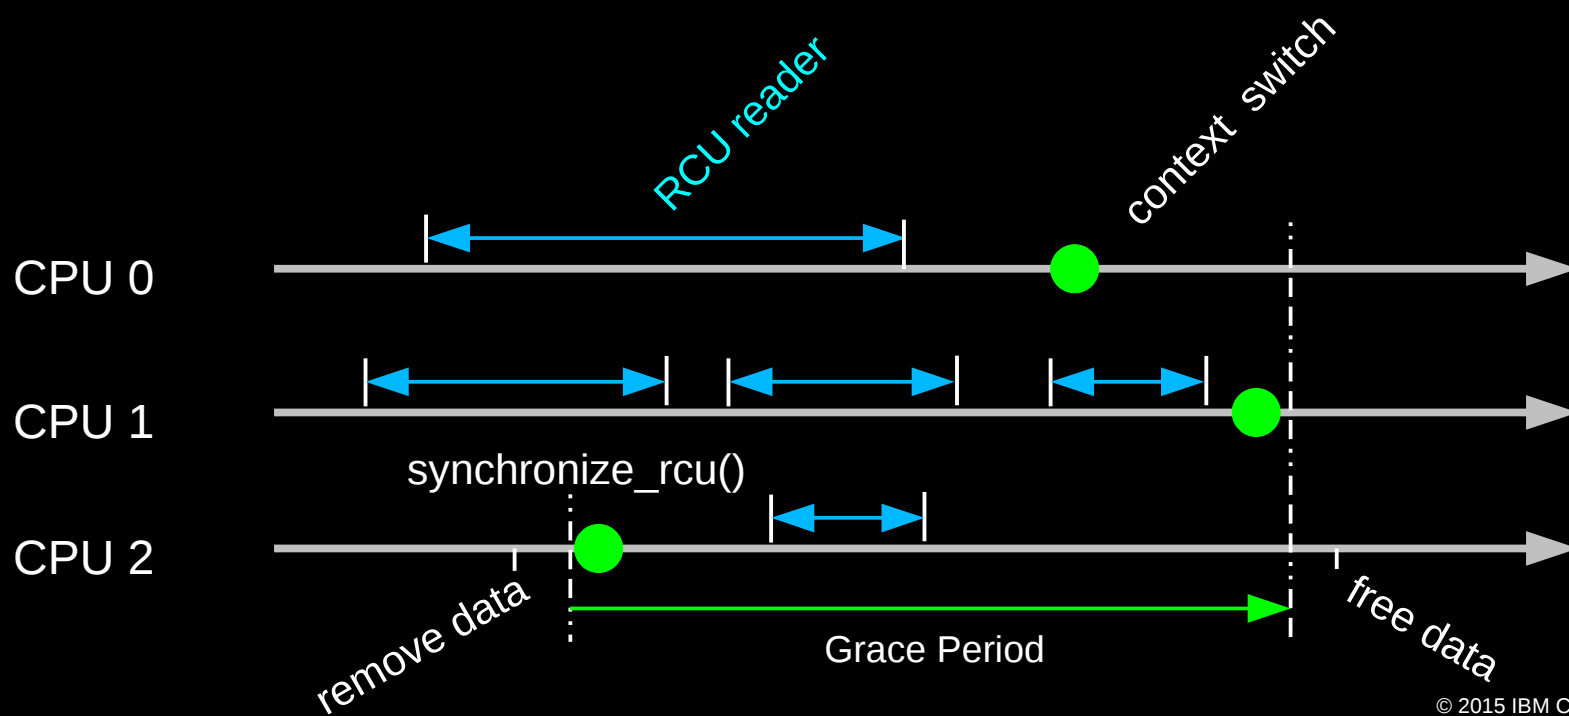 RCU reader
context switch
CPU 0
CPU 1
synchronize_rcu()
CPU 2
remove data
free data
Grace Period
© 2015 IBM C